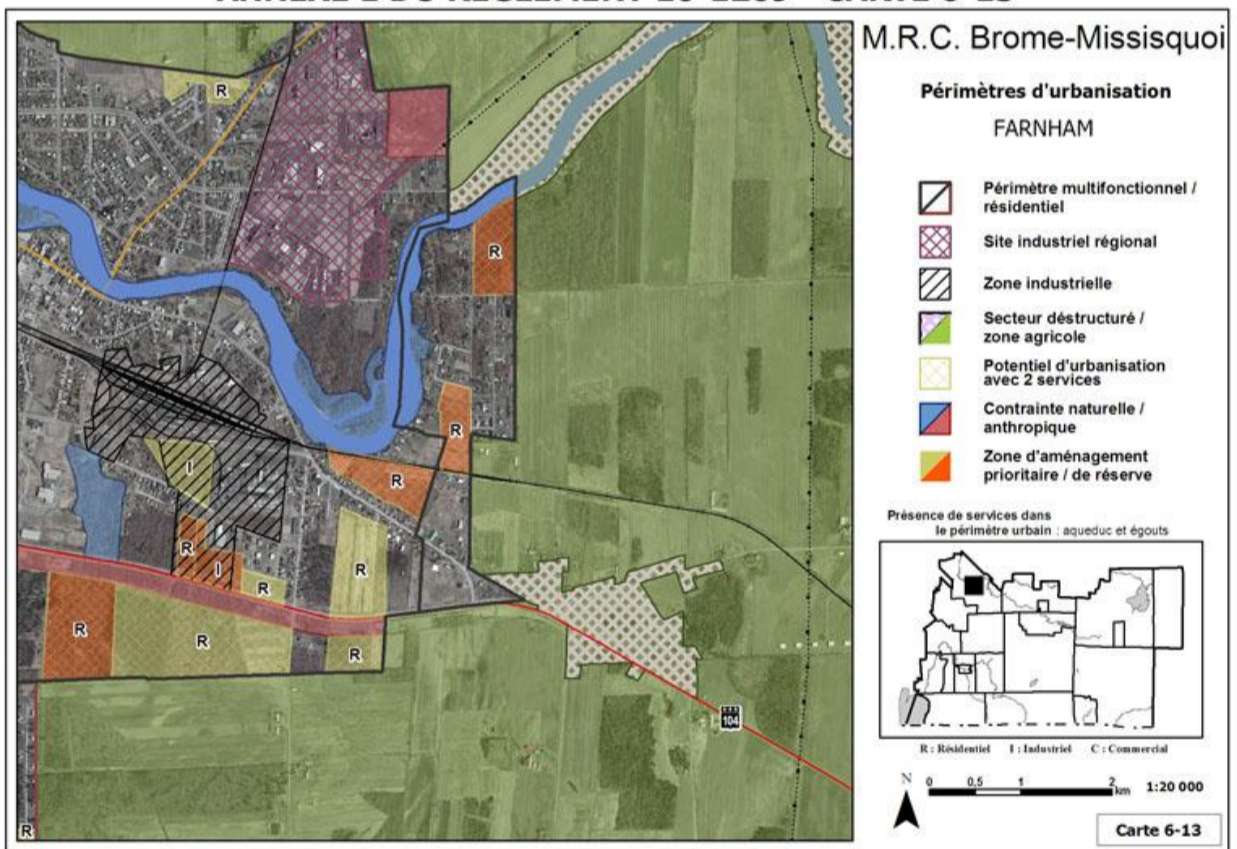 M.R.C. Brome-Missisquoi
Périmètres d'urbanisation
FARNHAM
Périmètre multifonctionnel /
résidentiel
Site industriel régional
Zone industrielle
Secteur déstructuré /
zone agricole
Potentiel d'urbanisation
avec 2 services
Contrainte naturelle /
anthropique
Zone d'aménagement
prioritaire / de réserve
Présence de services dans
le périmètre urbain : aqueduc et égouts
R : Résidentiel I : Industriel C : Commercial
N
0 0,5 1 2 km 1:20 000
Carte 6-13
R
R
R
I
R
R
I
R
R
R
R
R
104
R